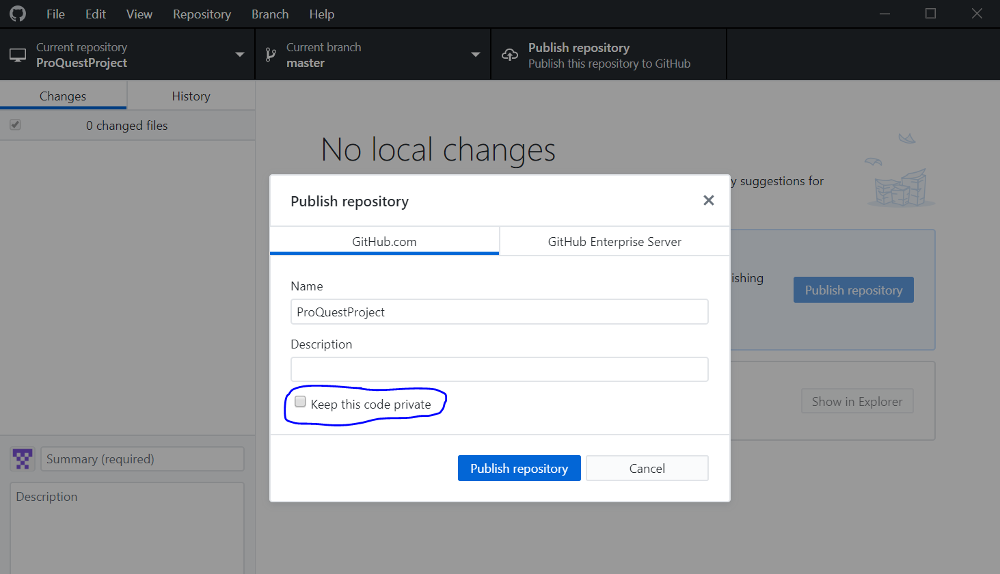 File Edit View Repository Branch Help
Current repository
ProQuestProject
Current branch
master
Publish repository
Publish this repository to GitHub
Changes History
0 changed files
No local changes
y suggestions for
Publish repository
GitHub.com GitHub Enterprise Server
Name
ProQuestProject
Description
Keep this code private
Publish repository Cancel
ishing
Publish repository
Show in Explorer
Summary (required)
Description